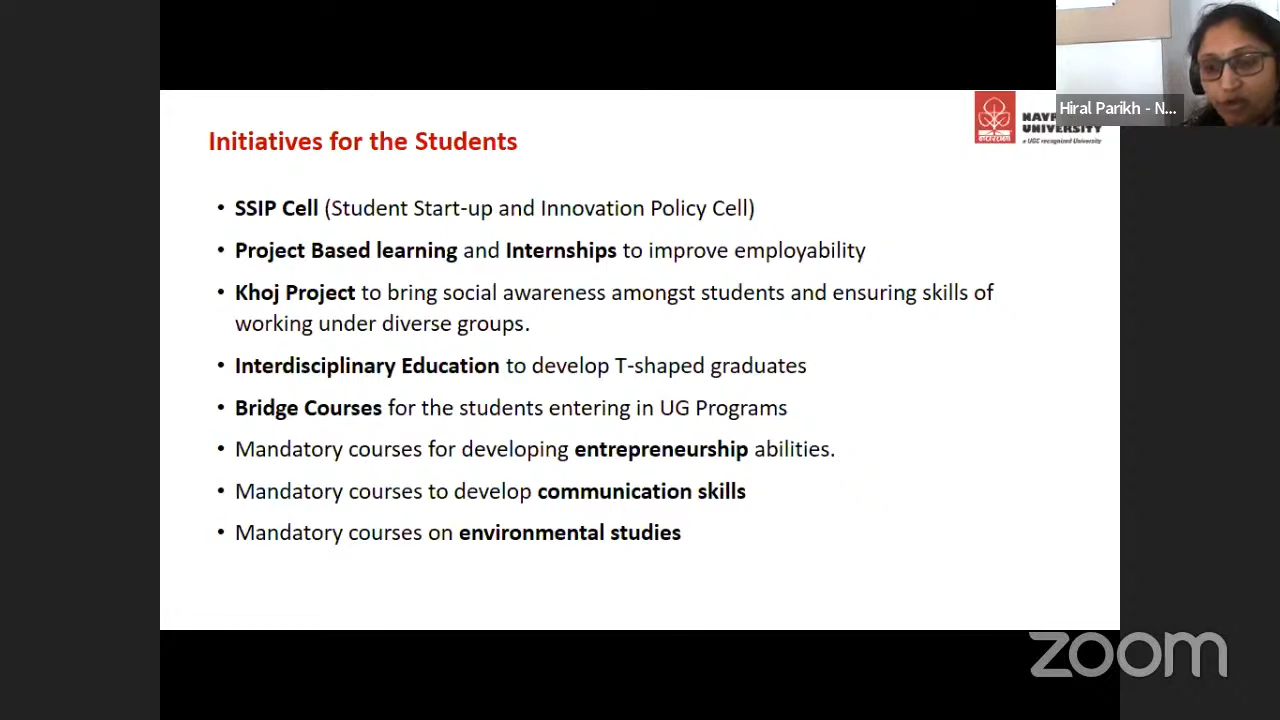 Hiral Parikh - N...
Initiatives for the Students
UNIVERSITY
a UGC recognized University
• SSIP Cell (Student Start-up and Innovation Policy Cell)
• Project Based learning and Internships to improve employability
• Khoj Project to bring social awareness amongst students and ensuring skills of
working under diverse groups.
• Interdisciplinary Education to develop T-shaped graduates
• Bridge Courses for the students entering in UG Programs
• Mandatory courses for developing entrepreneurship abilities.
• Mandatory courses to develop communication skills
• Mandatory courses on environmental studies
zoom